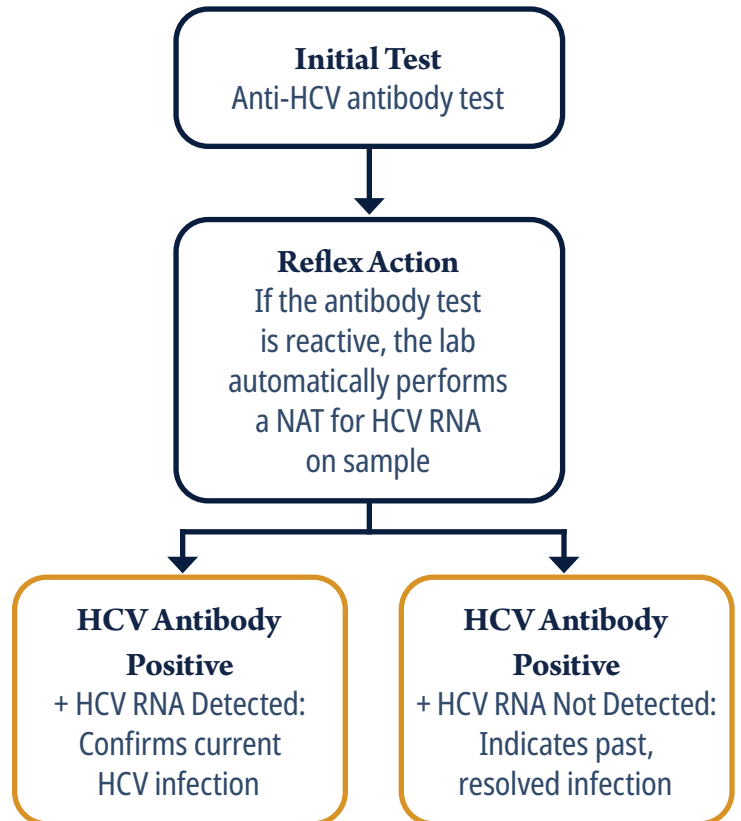 Initial Test
Anti-HCV antibody test
Reflex Action
If the antibody test
is reactive, the lab
automatically performs
a NAT for HCV RNA
on sample
HCV Antibody
Positive
+ HCV RNA Detected:
Confirms current
HCV infection
HCV Antibody
Positive
+ HCV RNA Not Detected:
Indicates past,
resolved infection